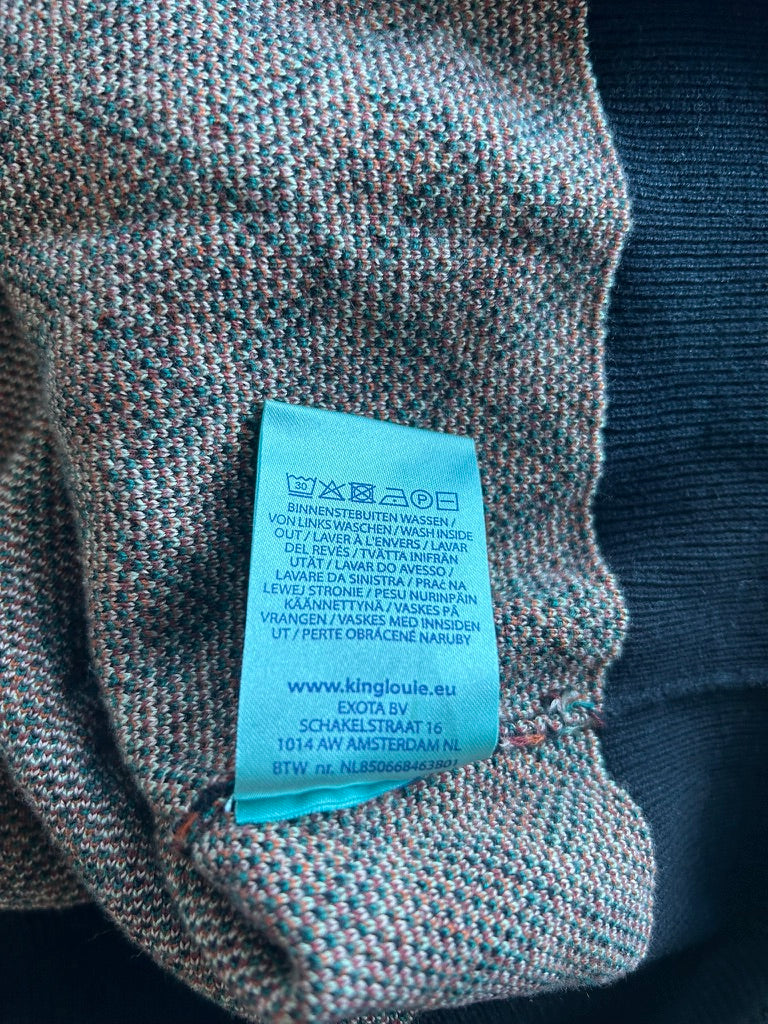 30 P
BINNENSTEBUITEN WASSEN /
VON LINKS WASCHEN / WASH INSIDE
OUT / LAVER À L'ENVERS / LAVAR
DEL REVÉS / TVÄTTA INIFRÅN
UTÅT / LAVAR DO AVESSO /
LAVARE DA SINISTRA / PRAĆ NA
LEWEJ STRONIE / PESU NURINPÄIN
KÄÄNNETTYNÄ / VASKES PÅ
VRANGEN / VASKES MED INNSIDEN
UT / PERTE OBRÁCENĚ NARUBY
www.kinglouie.eu
EXOTA BV
SCHAKELSTRAAT 16
1014 AW AMSTERDAM NL
BTW nr. NL850668463B01